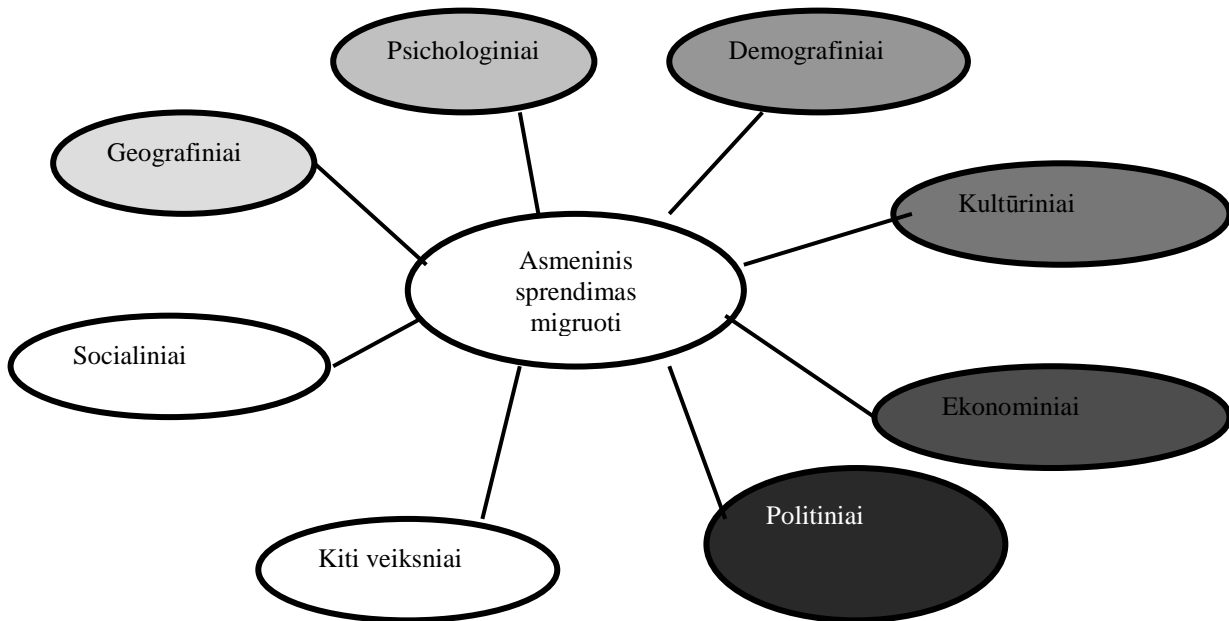 Psichologiniai
Demografiniai
Geografiniai
Kultūriniai
Asmeninis
sprendimas
migruoti
Socialiniai
Ekonominiai
Politiniai
Kiti veiksniai